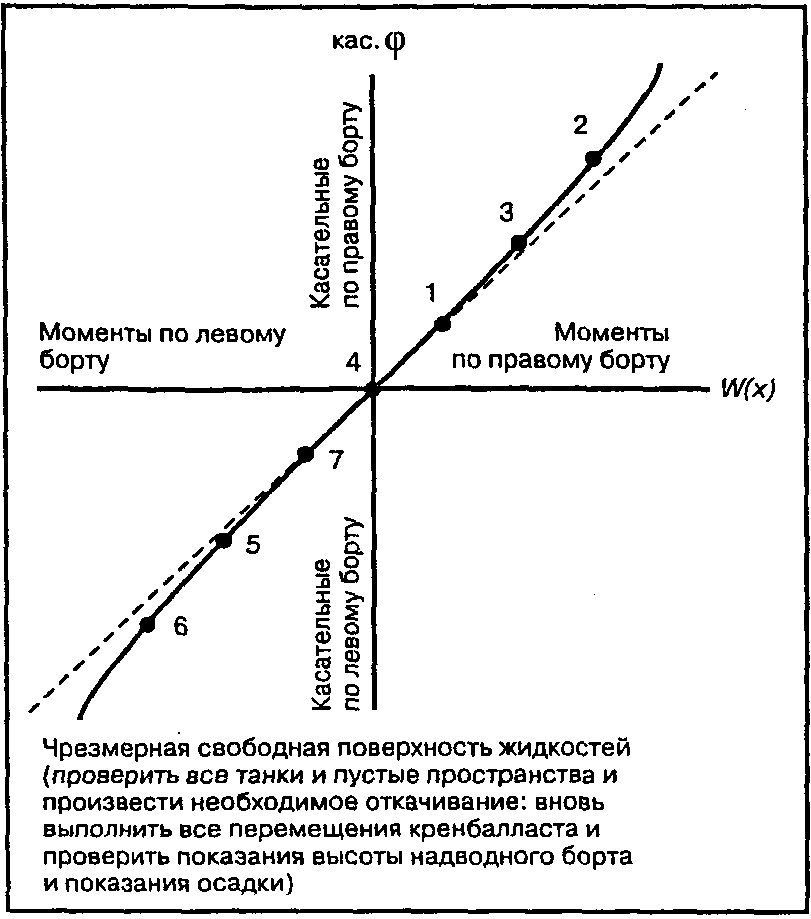 кас. φ
Касательные
по правому борту
2
3
1
Моменты по левому
борту
4
Моменты
по правому борту
W(x)
7
5
6
Касательные
по левому борту
Чрезмерная свободная поверхность жидкостей
(проверить все танки и пустые пространства и
произвести необходимое откачивание: вновь
выполнить все перемещения кренбалласта и
проверить показания высоты надводного борта
и показания осадки)